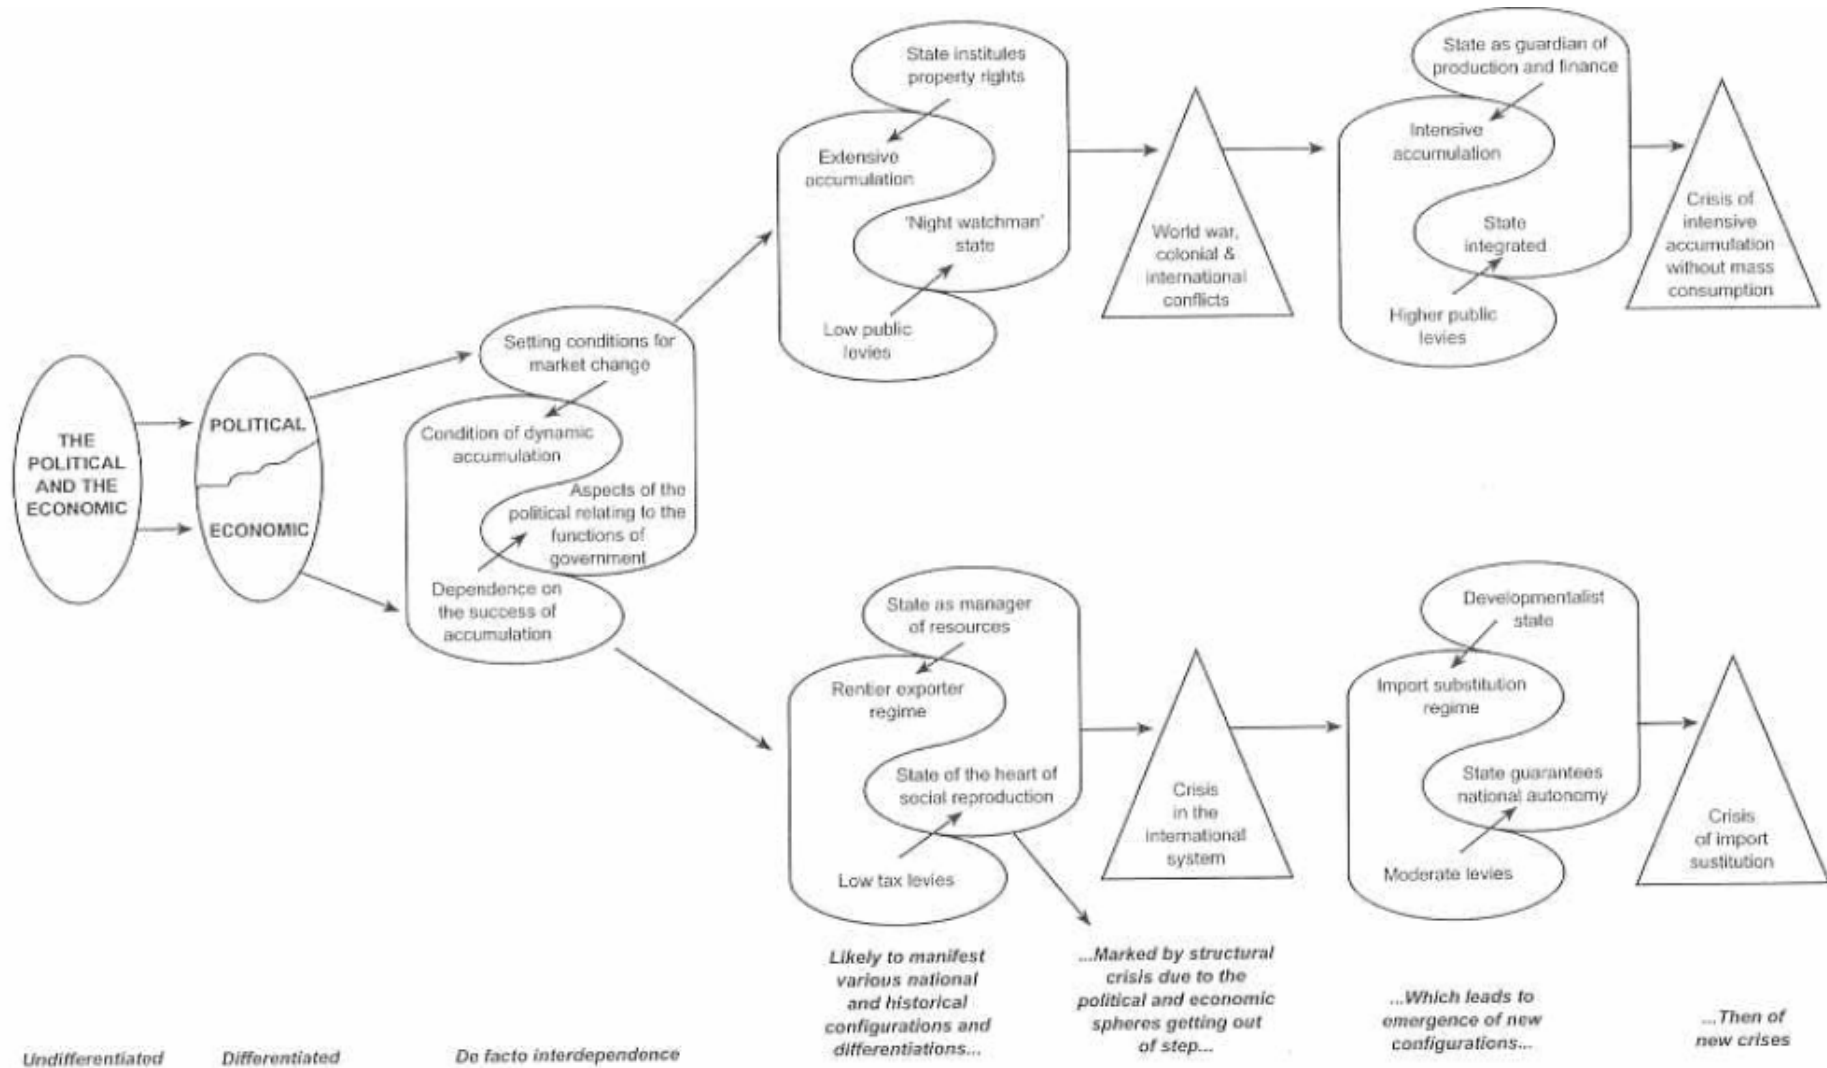 THE
POLITICAL
AND THE
ECONOMIC
POLITICAL
ECONOMIC
Setting conditions for
market change
Condition of dynamic
accumulation
Aspects of the
political relating to the
functions of
government
Dependence on
the success of
accumulation
State institules
property rights
Extensive
accumulation
'Night watchman'
state
Low public
levies
World war,
colonial &
international
conflicts
State as guardian of
production and finance
Intensive
accumulation
State
integrated
Higher public
levies
Crisis of
intensive
accumulation
without mass
consumption
State as manager
of resources
Rentier exporter
regime
State of the heart of
social reproduction
Low tax levies
Crisis
in the
international
system
Developmentalist
state
Import substitution
regime
State guarantees
national autonomy
Moderate levies
Crisis
of import
sustitution
Undifferentiated
Differentiated
De facto interdependence
Likely to manifest
various national
and historical
configurations and
differentiations...
...Marked by structural
crisis due to the
political and economic
spheres getting out
of step...
...Which leads to
emergence of new
configurations...
...Then of
new crises